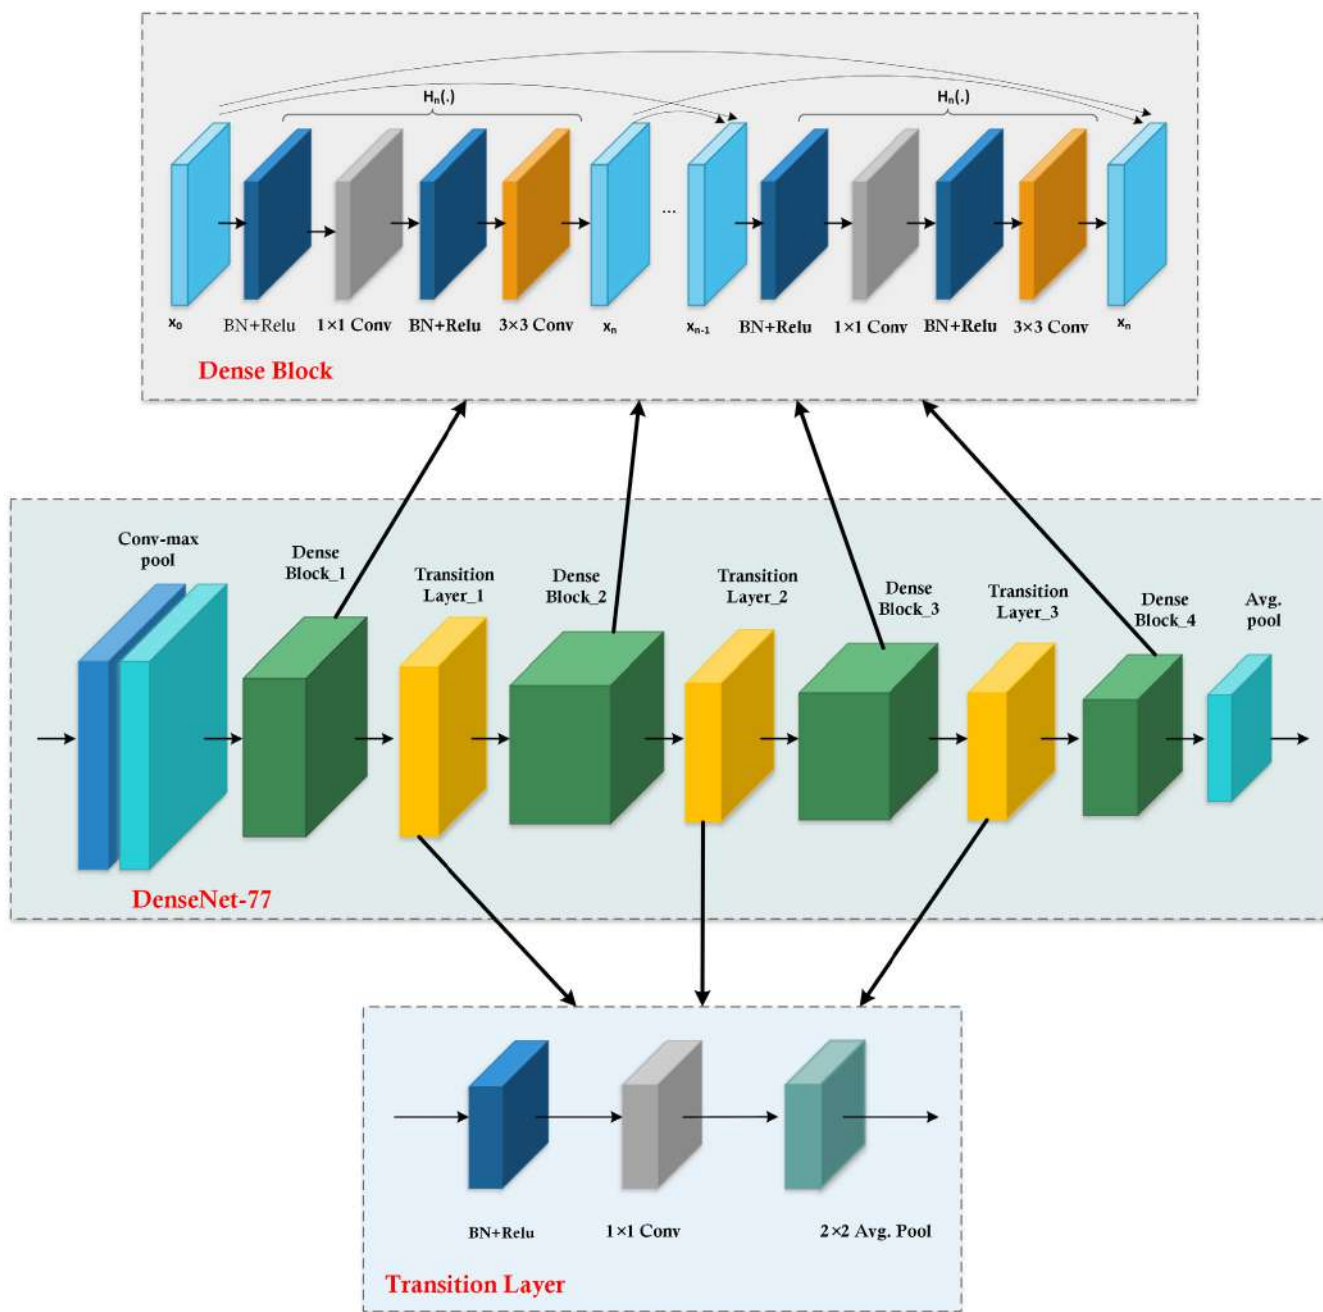 Hn(.)
Hn(.)
...
x0
BN+Relu
1×1 Conv
BN+Relu
3×3 Conv
xn
xn-1
BN+Relu
1×1 Conv
BN+Relu
3×3 Conv
xn
Dense Block
Conv-max
pool
Dense
Block_1
Transition
Layer_1
Dense
Block_2
Transition
Layer_2
Dense
Block_3
Transition
Layer_3
Dense
Block_4
Avg.
pool
DenseNet-77
BN+Relu
1×1 Conv
2×2 Avg. Pool
Transition Layer